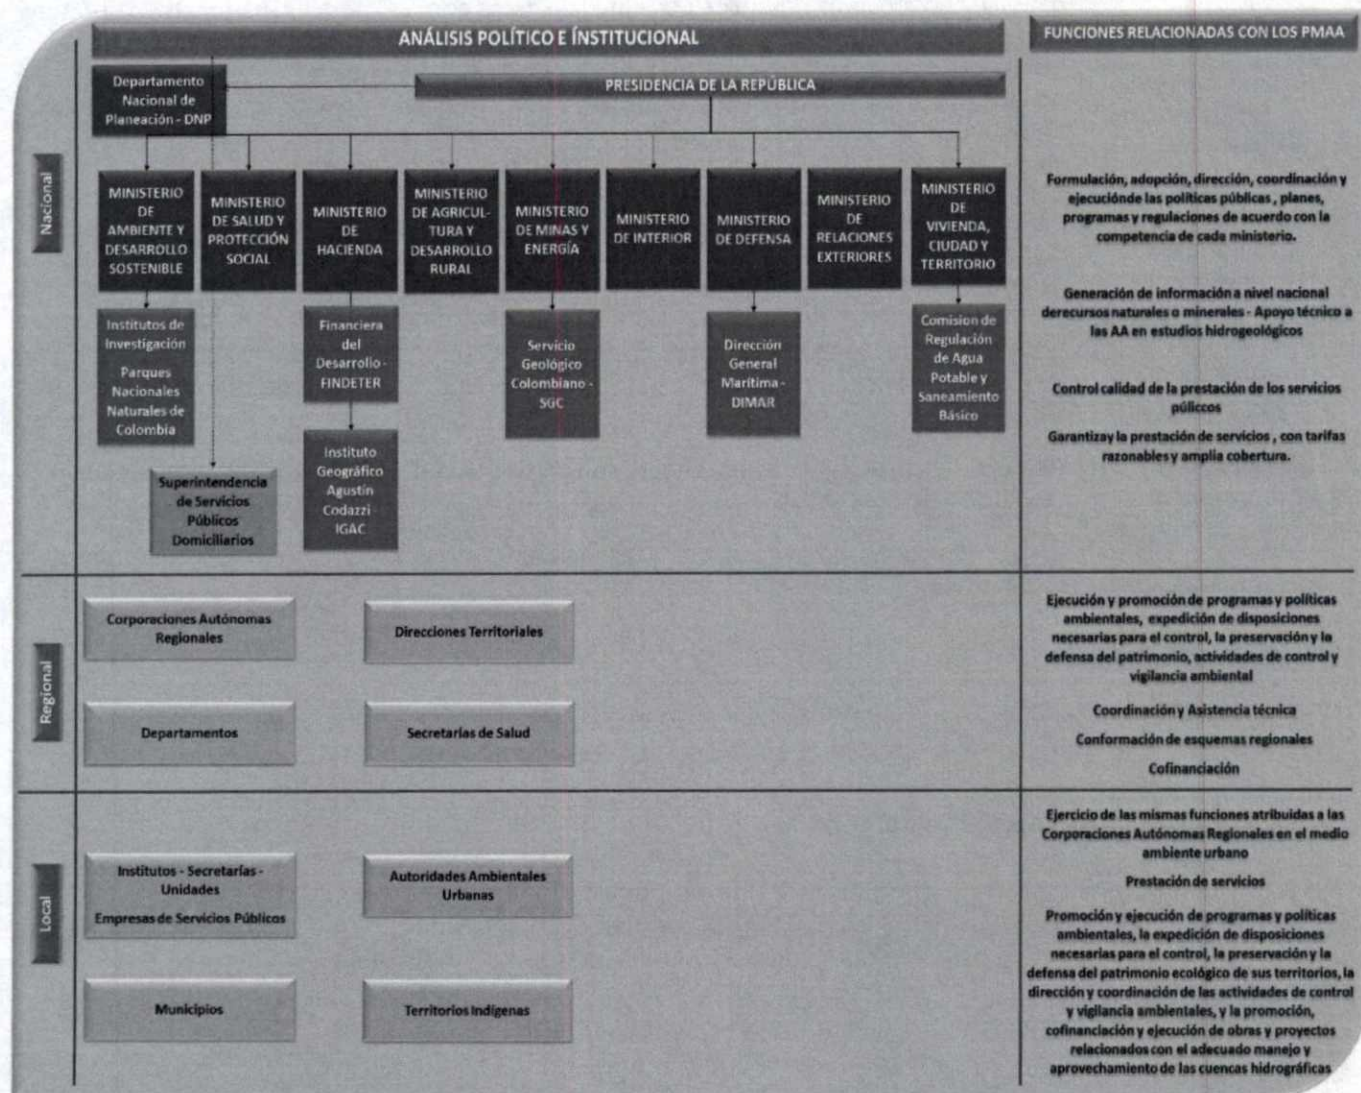 ANÁLISIS POLÍTICO E ÍNSTITUCIONAL
FUNCIONES RELACIONADAS CON LOS PMAA
Departamento
Nacional de
Planeación - DNP
PRESIDENCIA DE LA REPÚBLICA
Nacional
MINISTERIO
DE
AMBIENTE Y
DESARROLLO
SOSTENIBLE
MINISTERIO
DE SALUD Y
PROTECCIÓN
SOCIAL
MINISTERIO
DE
HACIENDA
MINISTERIO
DE AGRICUL-
TURA Y
DESARROLLO
RURAL
MINISTERIO
DE MINAS Y
ENERGÍA
MINISTERIO
DE INTERIOR
MINISTERIO
DE DEFENSA
MINISTERIO
DE
RELACIONES
EXTERIORES
MINISTERIO
DE
VIVIENDA,
CIUDAD Y
TERRITORIO
Institutos de
Investigación
Parques
Nacionales
Naturales de
Colombia
Financiera
del
Desarrollo -
FINDETER
Servicio
Geológico
Colombiano -
SGC
Dirección
General
Marítima -
DIMAR
Comision de
Regulación
de Agua
Potable y
Saneamiento
Básico
Instituto
Geográfico
Agustín
Codazzi -
IGAC
Superintendencia
de Servicios
Públicos
Domiciliarios
Formulación, adopción, dirección, coordinación y
ejecuciónde las políticas públicas , planes,
programas y regulaciones de acuerdo con la
competencia de cada ministerio.
Generación de información a nivel nacional
derecursos naturales o minerales - Apoyo técnico a
las AA en estudios hidrogeológicos
Control calidad de la prestación de los servicios
púliccos
Garantizay la prestación de servicios , con tarifas
razonables y amplia cobertura.
Regional
Corporaciones Autónomas
Regionales
Direcciones Territoriales
Departamentos
Secretarías de Salud
Ejecución y promoción de programas y políticas
ambientales, expedición de disposiciones
necesarias para el control, la preservación y la
defensa del patrimonio, actividades de control y
vigilancia ambiental
Coordinación y Asistencia técnica
Conformación de esquemas regionales
Cofinanciación
Local
Institutos - Secretarías -
Unidades
Empresas de Servicios Públicos
Autoridades Ambientales
Urbanas
Municipios
Territorios Indígenas
Ejercicio de las mismas funciones atribuidas a las
Corporaciones Autónomas Regionales en el medio
ambiente urbano
Prestación de servicios
Promoción y ejecución de programas y políticas
ambientales, la expedición de disposiciones
necesarias para el control, la preservación y la
defensa del patrimonio ecológico de sus territorios, la
dirección y coordinación de las actividades de control
y vigilancia ambientales, y la promoción,
cofinanciación y ejecución de obras y proyectos
relacionados con el adecuado manejo y
aprovechamiento de las cuencas hidrográficas